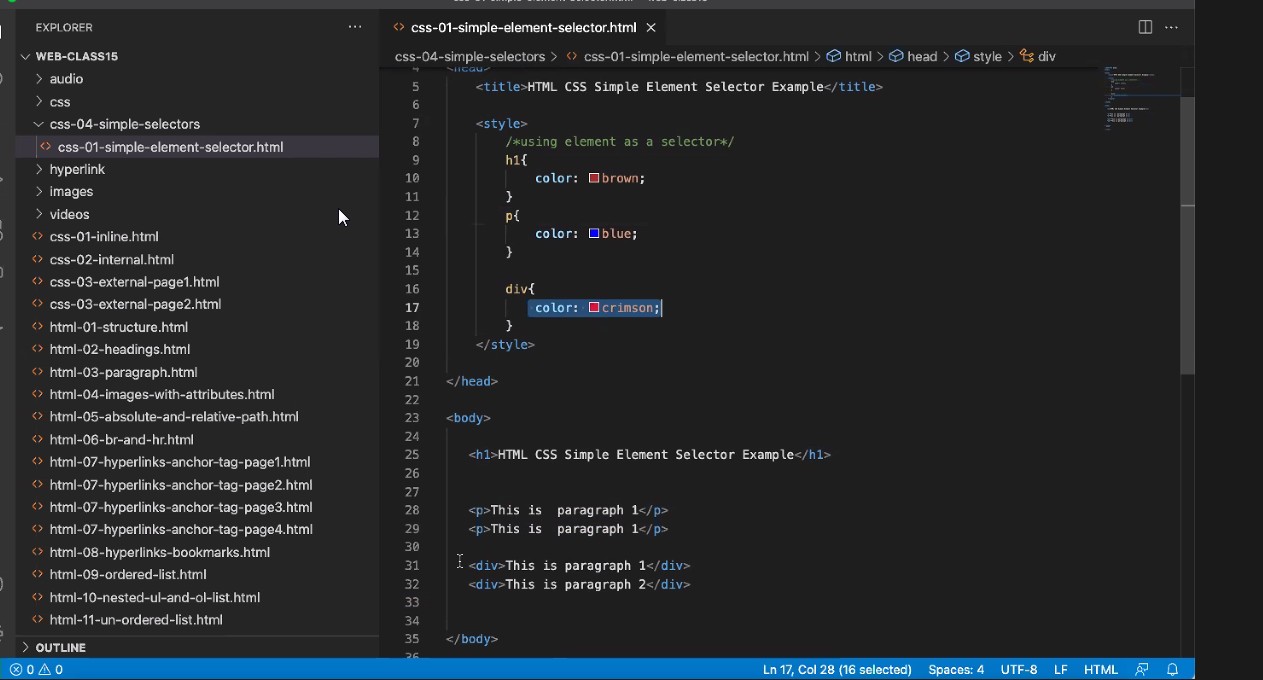 EXPLORER
WEB-CLASS15
audio
css
css-04-simple-selectors
css-01-simple-element-selector.html
hyperlink
images
videos
css-01-inline.html
css-02-internal.html
css-03-external-page1.html
css-03-external-page2.html
html-01-structure.html
html-02-headings.html
html-03-paragraph.html
html-04-images-with-attributes.html
html-05-absolute-and-relative-path.html
html-06-br-and-hr.html
html-07-hyperlinks-anchor-tag-page1.html
html-07-hyperlinks-anchor-tag-page2.html
html-07-hyperlinks-anchor-tag-page3.html
html-07-hyperlinks-anchor-tag-page4.html
html-08-hyperlinks-bookmarks.html
html-09-ordered-list.html
html-10-nested-ul-and-ol-list.html
html-11-un-ordered-list.html
OUTLINE
css-01-simple-element-selector.html
css-04-simple-selectors > css-01-simple-element-selector.html > html > head > style > div
4 <head>
5 <title>HTML CSS Simple Element Selector Example</title>
6
7 <style>
8 /*using element as a selector*/
9 h1{
10 color: brown;
11 }
12 p{
13 color: blue;
14 }
15
16 div{
17 color: crimson;
18 }
19 </style>
20
21 </head>
22
23 <body>
24
25 <h1>HTML CSS Simple Element Selector Example</h1>
26
27
28 <p>This is  paragraph 1</p>
29 <p>This is  paragraph 1</p>
30
31 <div>This is paragraph 1</div>
32 <div>This is paragraph 2</div>
33
34
35 </body>
0 0 Ln 17, Col 28 (16 selected) Spaces: 4 UTF-8 LF HTML